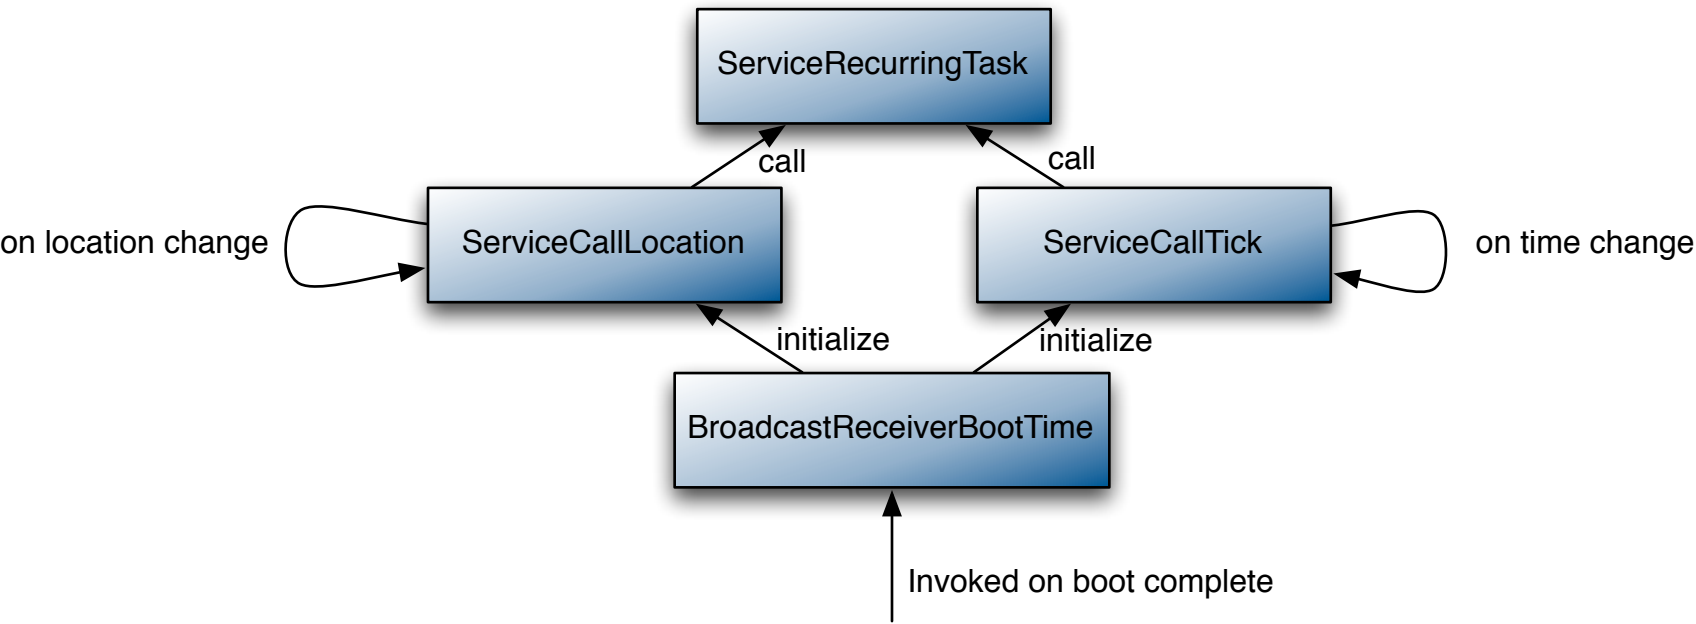 ServiceRecurringTask
call
call
on location change
ServiceCallLocation
ServiceCallTick
on time change
initialize
initialize
BroadcastReceiverBootTime
Invoked on boot complete